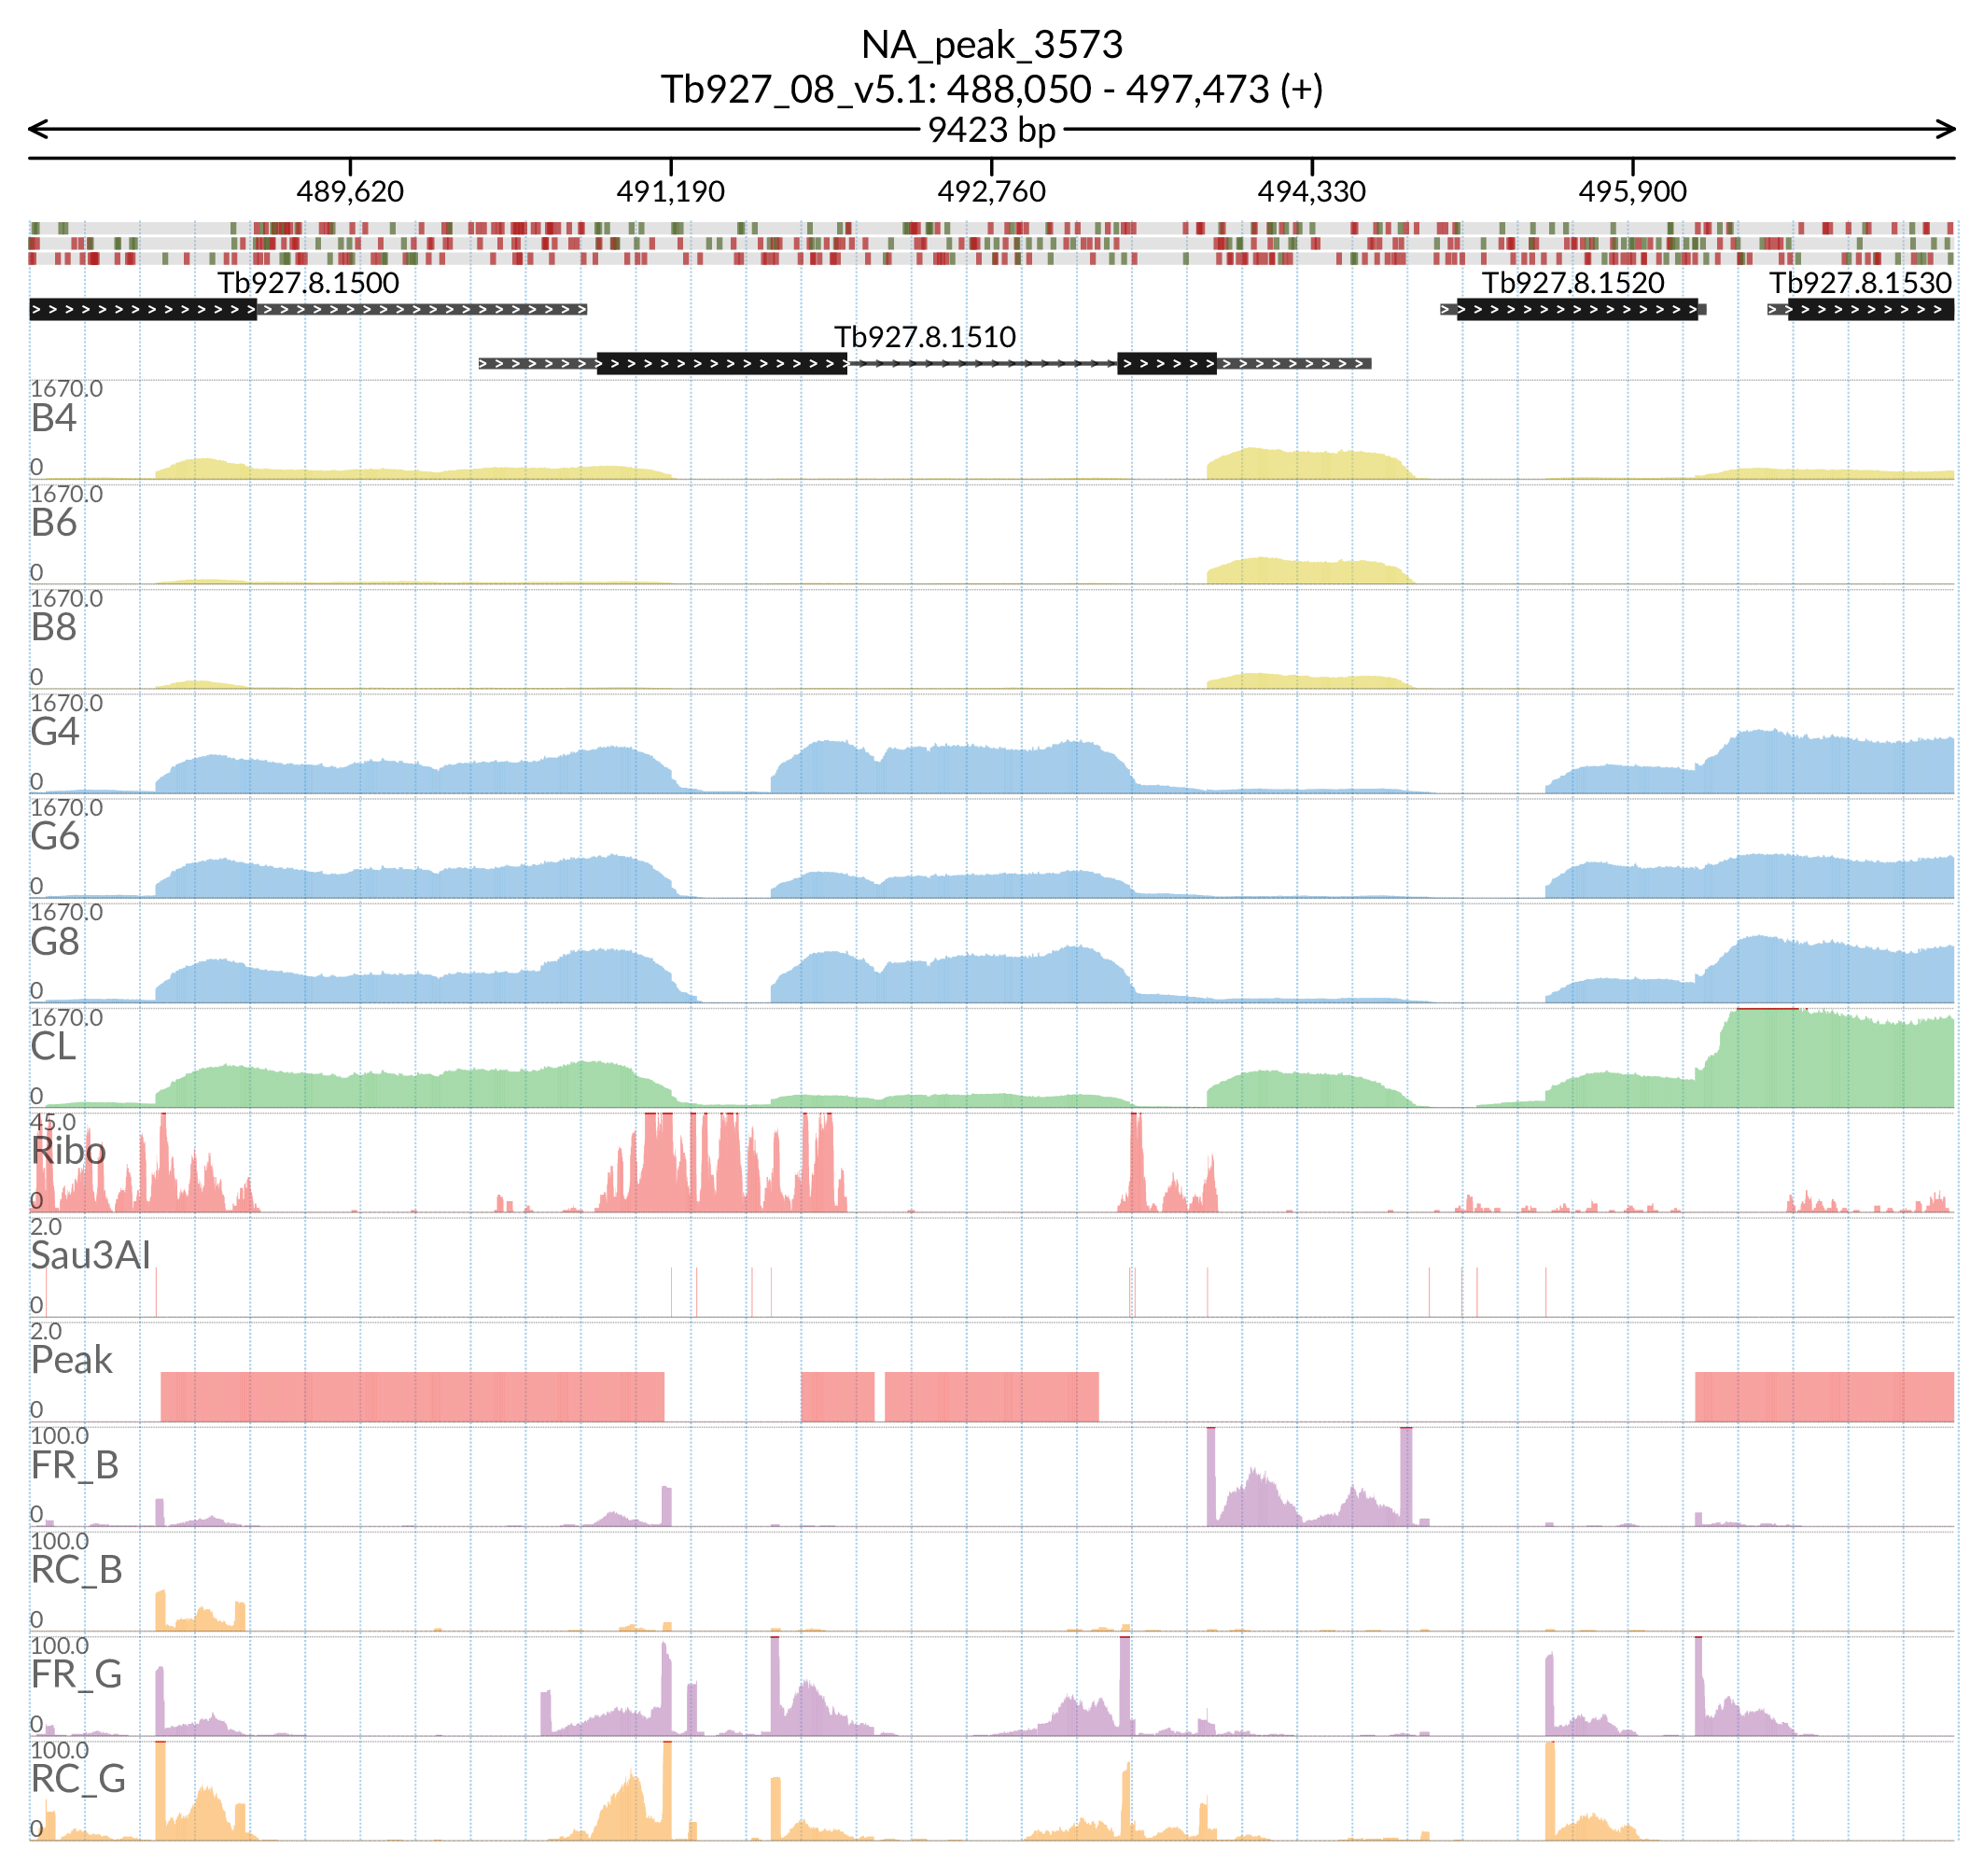 NA_peak_3573
Tb927_08_v5.1: 488,050 - 497,473 (+)
9423 bp
489,620 491,190 492,760 494,330 495,900
Tb927.8.1500 Tb927.8.1520 Tb927.8.1530
Tb927.8.1510
1670.0
B4
0
1670.0
B6
0
1670.0
B8
0
1670.0
G4
0
1670.0
G6
0
1670.0
G8
0
1670.0
CL
0
45.0
Ribo
0
2.0
Sau3AI
0
2.0
Peak
0
100.0
FR_B
0
100.0
RC_B
0
100.0
FR_G
0
100.0
RC_G
0